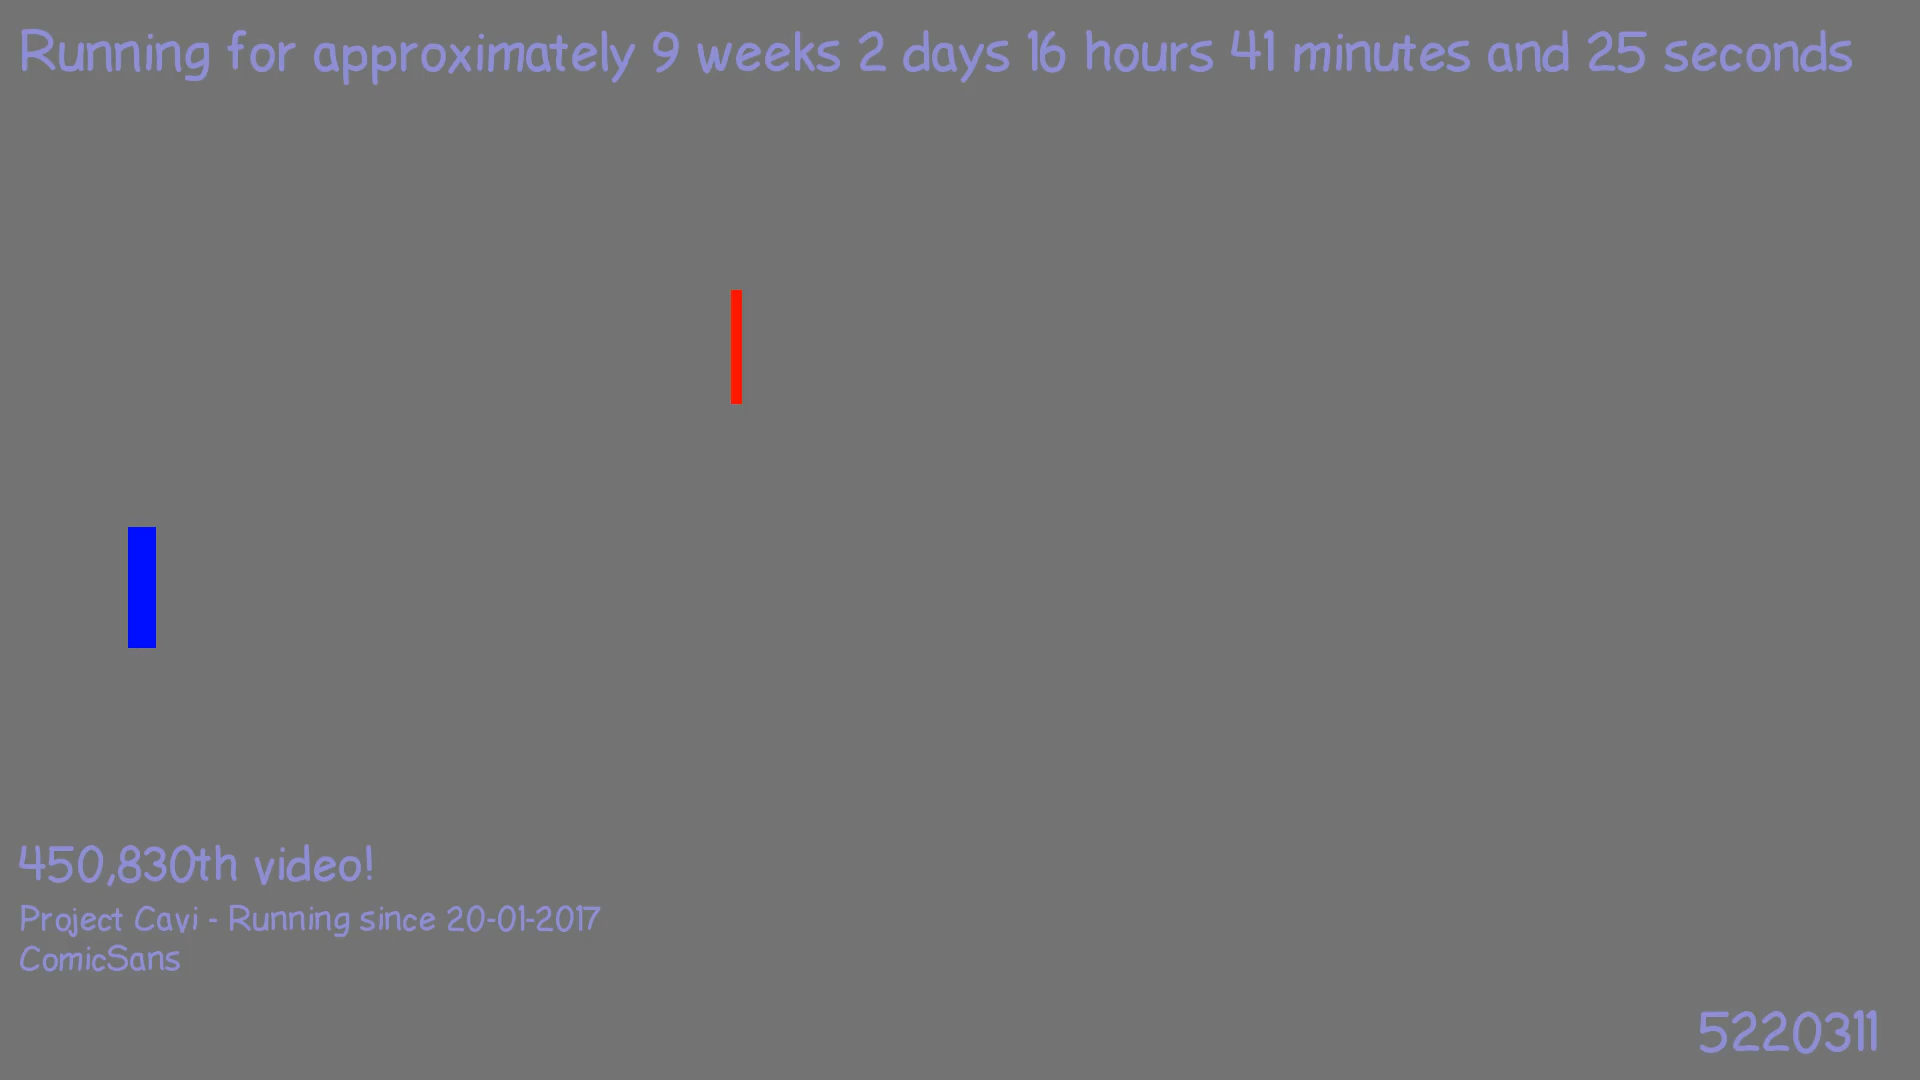 Running for approximately 9 weeks 2 days 16 hours 41 minutes and 25 seconds
450,830th video!
Project Cavi - Running since 20-01-2017
ComicSans
5220311